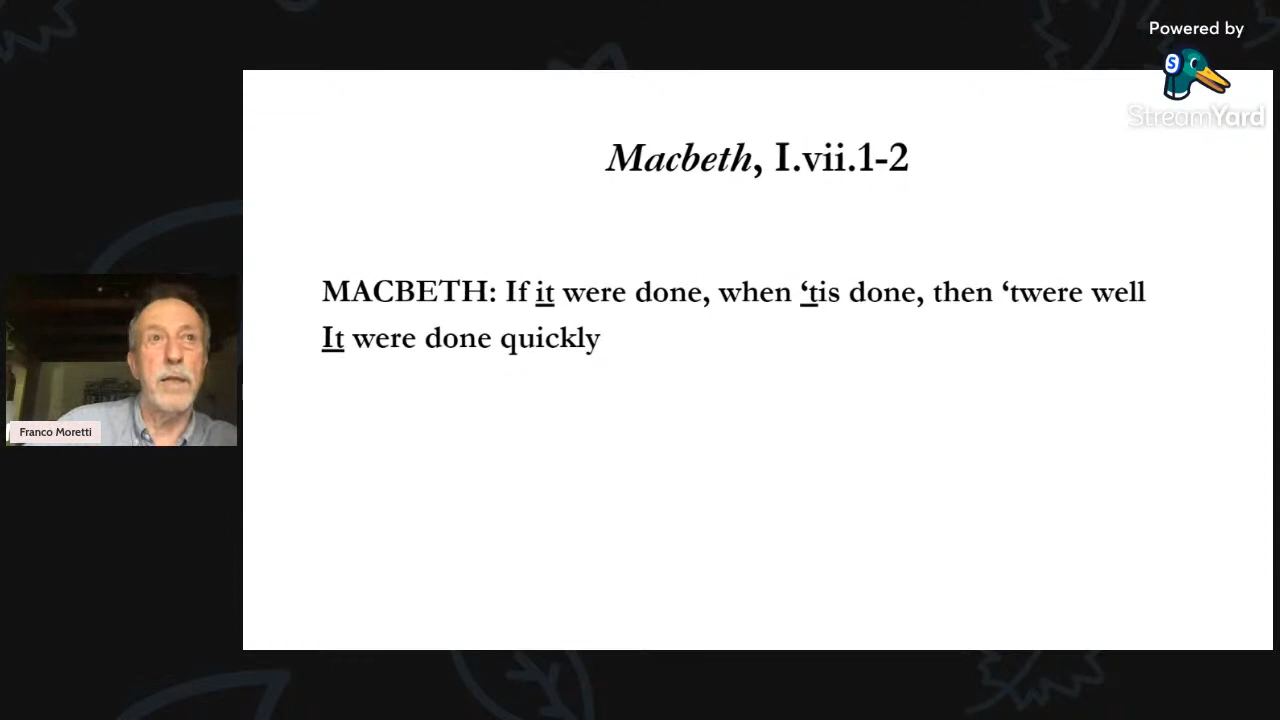 Powered by
StreamYard
Macbeth, I.vii.1-2
MACBETH: If it were done, when ‘tis done, then ‘twere well
It were done quickly
Franco Moretti